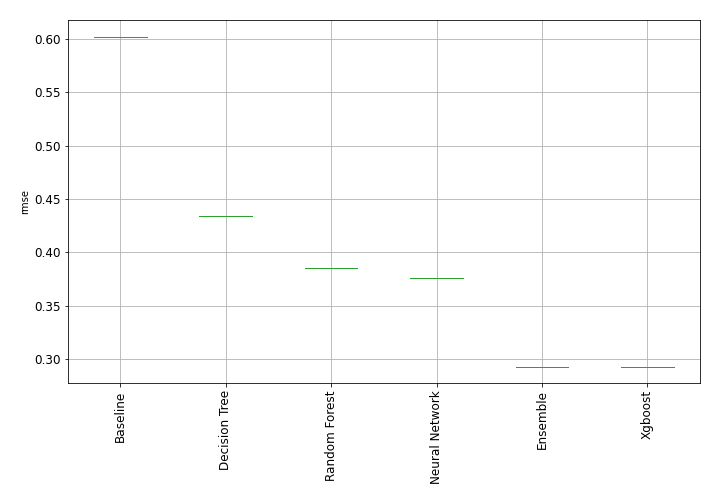 0.60
0.55
0.50
0.45
0.40
0.35
0.30
rmse
Baseline
Decision Tree
Random Forest
Neural Network
Ensemble
Xgboost